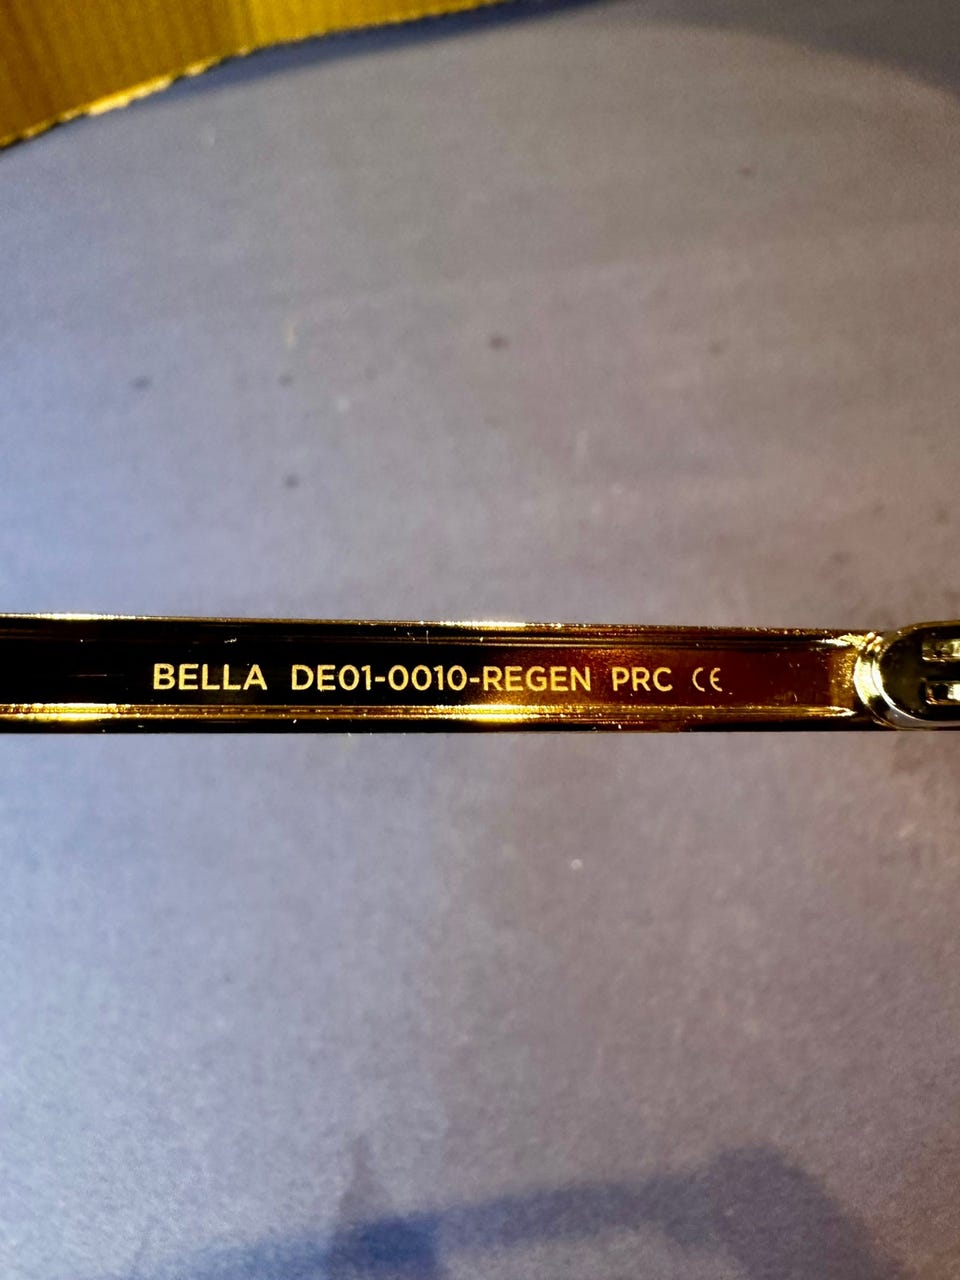 BELLA DE01-0010-REGEN PRC CE